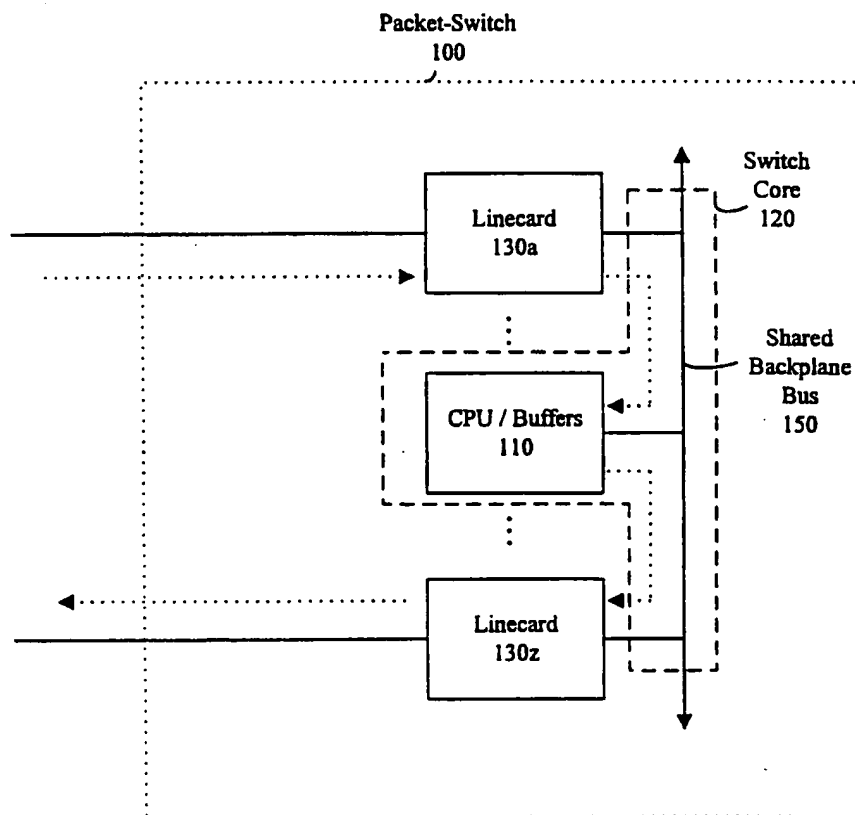 Packet-Switch
100
Switch
Core
120
Linecard
130a
Shared
Backplane
Bus
150
CPU / Buffers
110
Linecard
130z